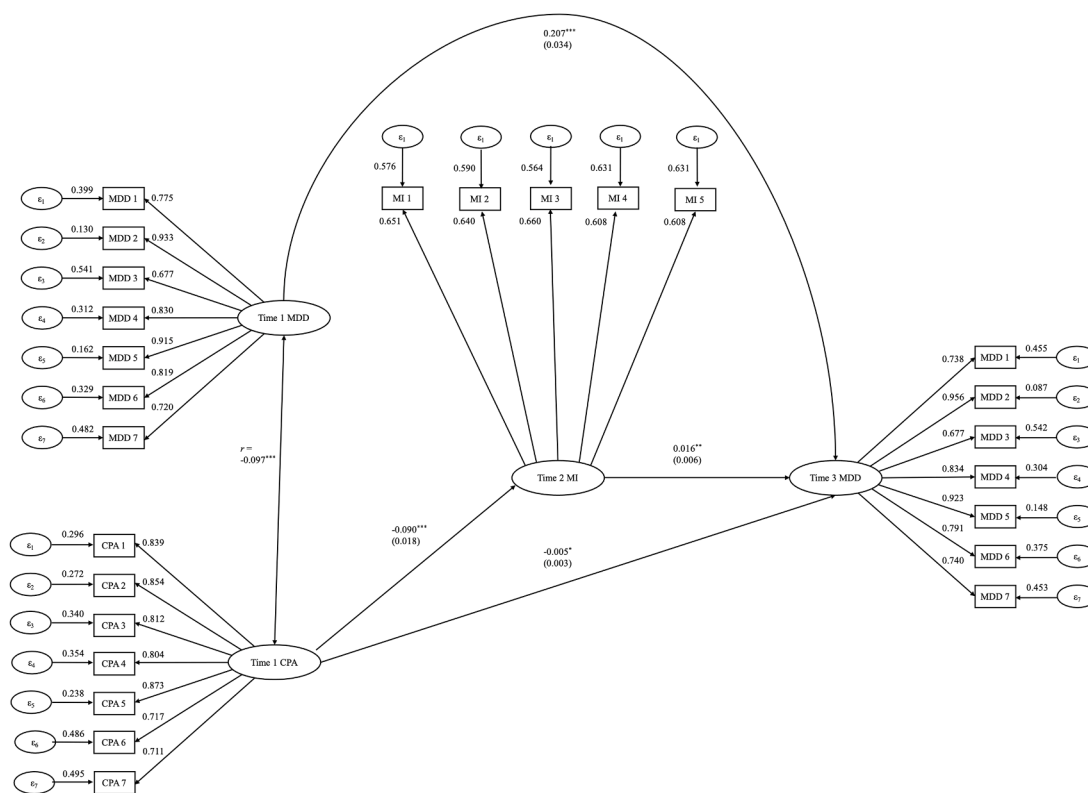 0.207***
(0.034)
ε1 ε1 ε1 ε1 ε1
0.576 0.590 0.564 0.631 0.631
MI 1 MI 2 MI 3 MI 4 MI 5
0.651 0.640 0.660 0.608 0.608
ε1 0.399 MDD 1 0.775
ε2 0.130 MDD 2 0.933
ε3 0.541 MDD 3 0.677
ε4 0.312 MDD 4 0.830
ε5 0.162 MDD 5 0.915
ε6 0.329 MDD 6 0.819
ε7 0.482 MDD 7 0.720
Time 1 MDD
r =
-0.097***
Time 2 MI
0.016**
(0.006)
Time 3 MDD
0.738 MDD 1 0.455 ε1
0.956 MDD 2 0.087 ε2
0.677 MDD 3 0.542 ε3
0.834 MDD 4 0.304 ε4
0.923 MDD 5 0.148 ε5
0.791 MDD 6 0.375 ε6
0.740 MDD 7 0.453 ε7
-0.090***
(0.018)
-0.005*
(0.003)
ε1 0.296 CPA 1 0.839
ε2 0.272 CPA 2 0.854
ε3 0.340 CPA 3 0.812
ε4 0.354 CPA 4 0.804
ε5 0.238 CPA 5 0.873
ε6 0.486 CPA 6 0.717
ε7 0.495 CPA 7 0.711
Time 1 CPA